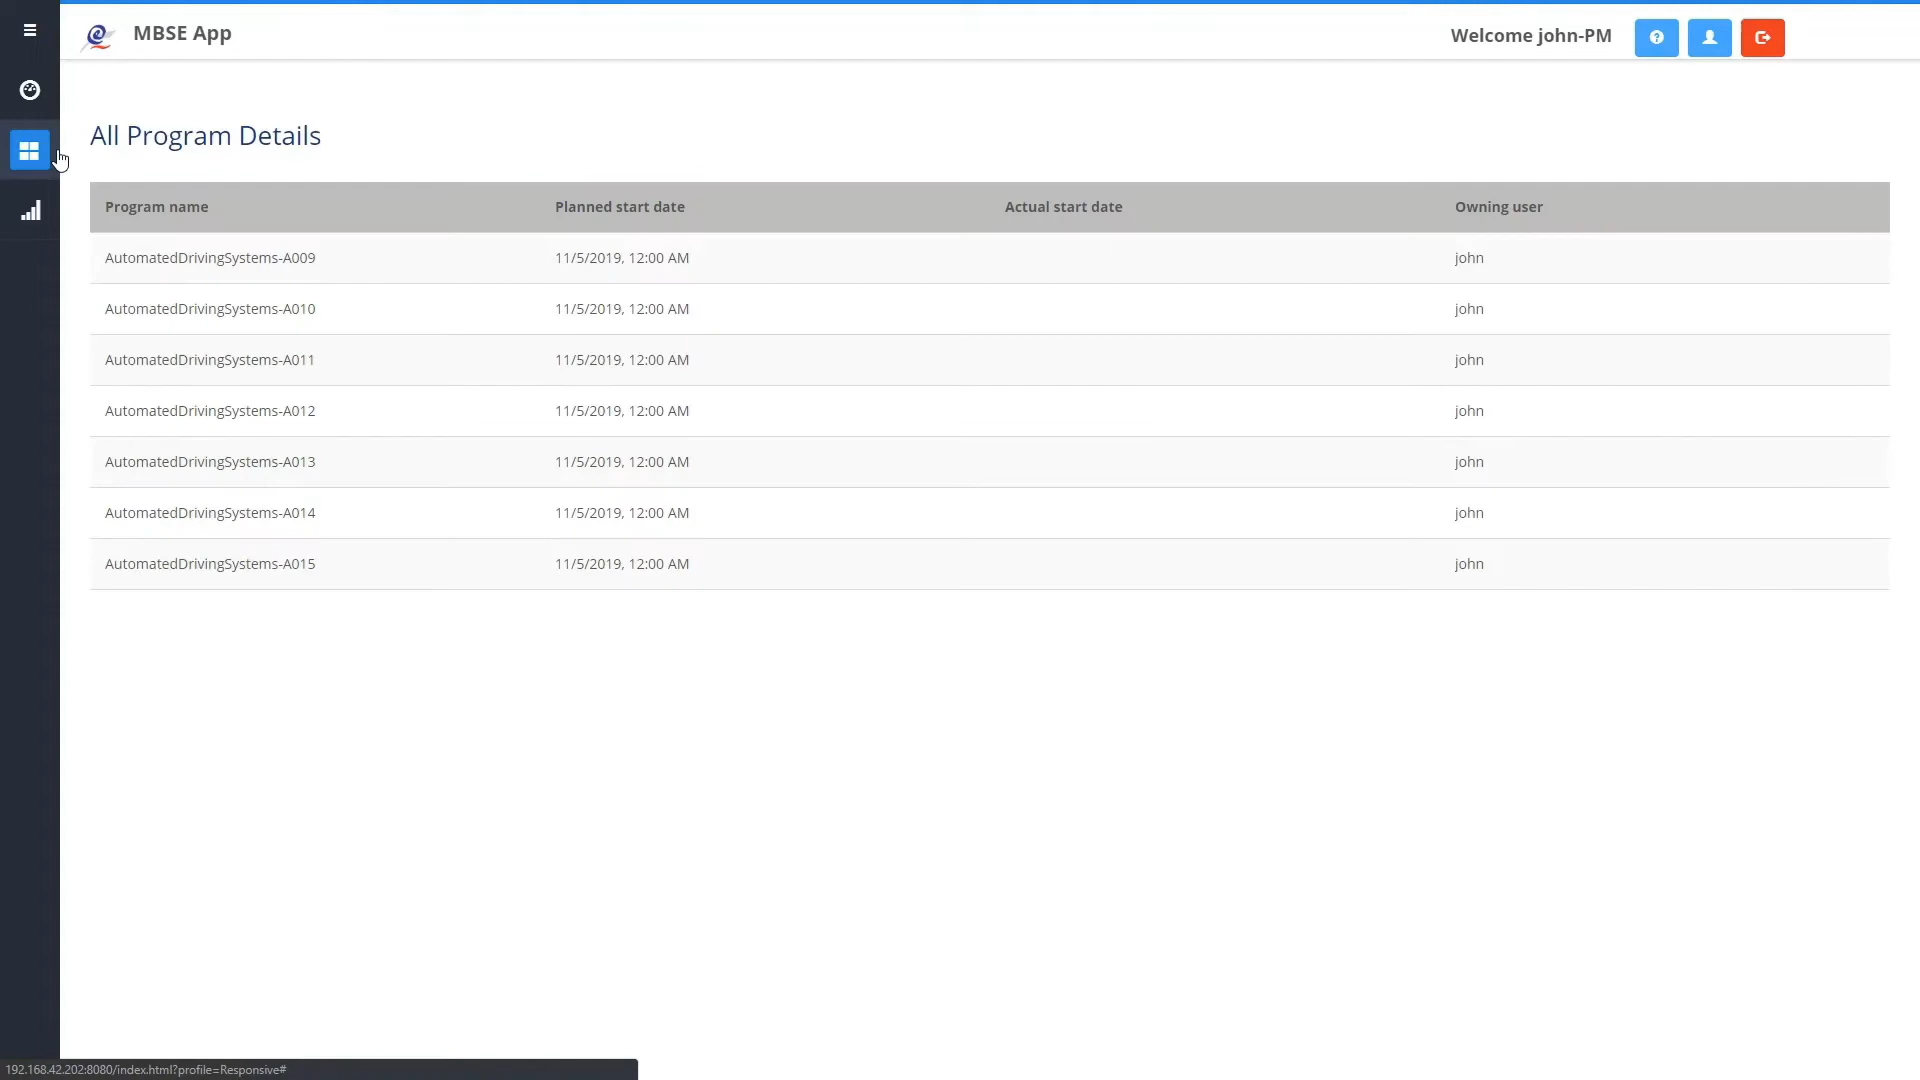 MBSE App
Welcome john-PM
All Program Details
Program name Planned start date Actual start date Owning user
AutomatedDrivingSystems-A009 11/5/2019, 12:00 AM john
AutomatedDrivingSystems-A010 11/5/2019, 12:00 AM john
AutomatedDrivingSystems-A011 11/5/2019, 12:00 AM john
AutomatedDrivingSystems-A012 11/5/2019, 12:00 AM john
AutomatedDrivingSystems-A013 11/5/2019, 12:00 AM john
AutomatedDrivingSystems-A014 11/5/2019, 12:00 AM john
AutomatedDrivingSystems-A015 11/5/2019, 12:00 AM john
192.168.42.202:8080/index.html?profile=Responsive#